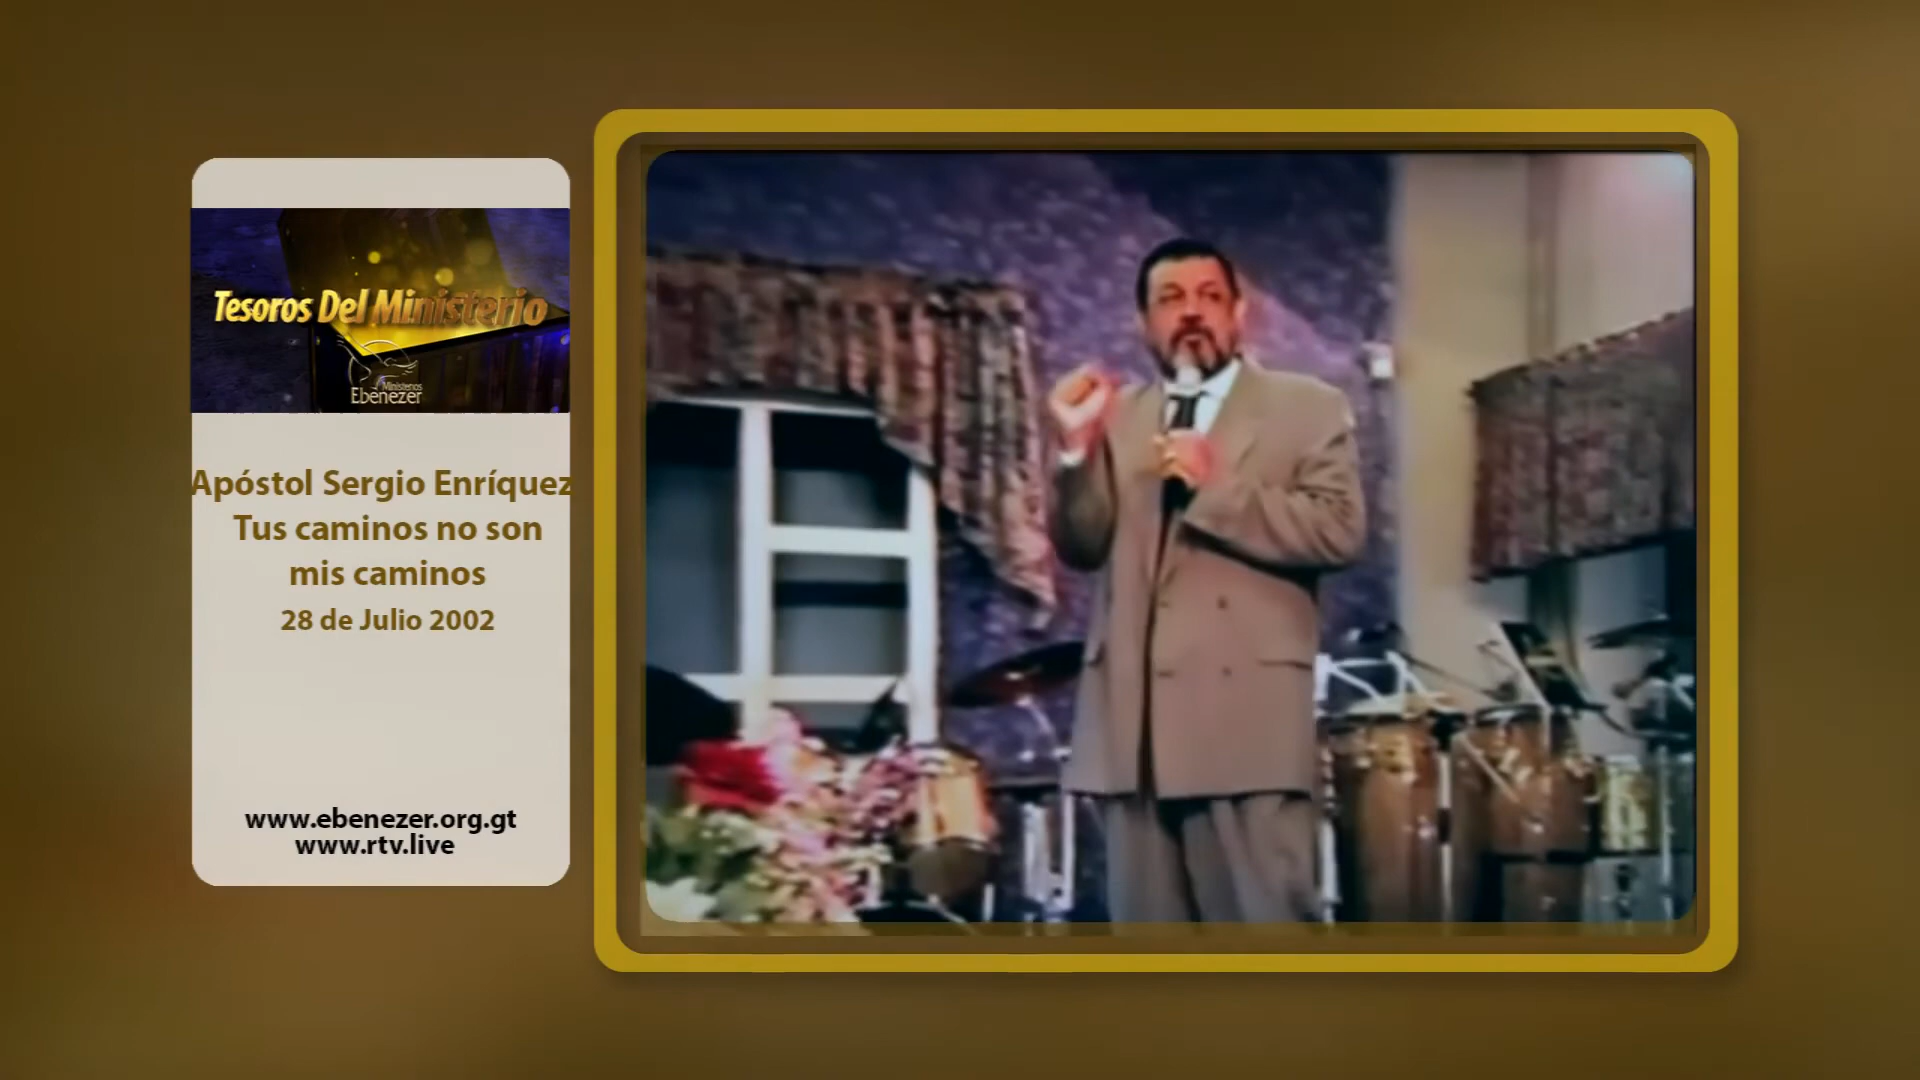 Tesoros Del Ministerio
Ministerios
Ebenezer
Apóstol Sergio Enríquez
Tus caminos no son
mis caminos
28 de Julio 2002
www.ebenezer.org.gt
www.rtv.live